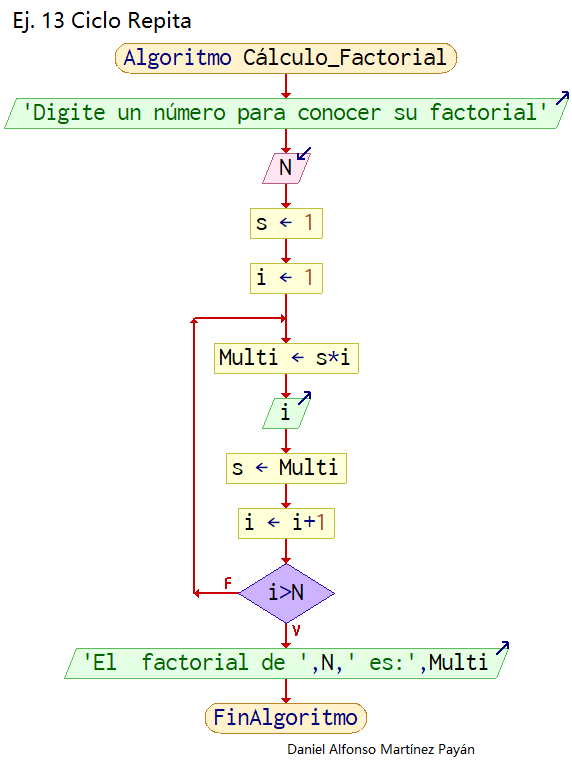 Ej. 13 Ciclo Repita
Algoritmo Cálculo_Factorial
'Digite un número para conocer su factorial'
N
s ← 1
i ← 1
Multi ← s*i
i
s ← Multi
i ← i+1
F
i>N
V
'El  factorial de ',N,' es:',Multi
FinAlgoritmo
Daniel Alfonso Martínez Payán